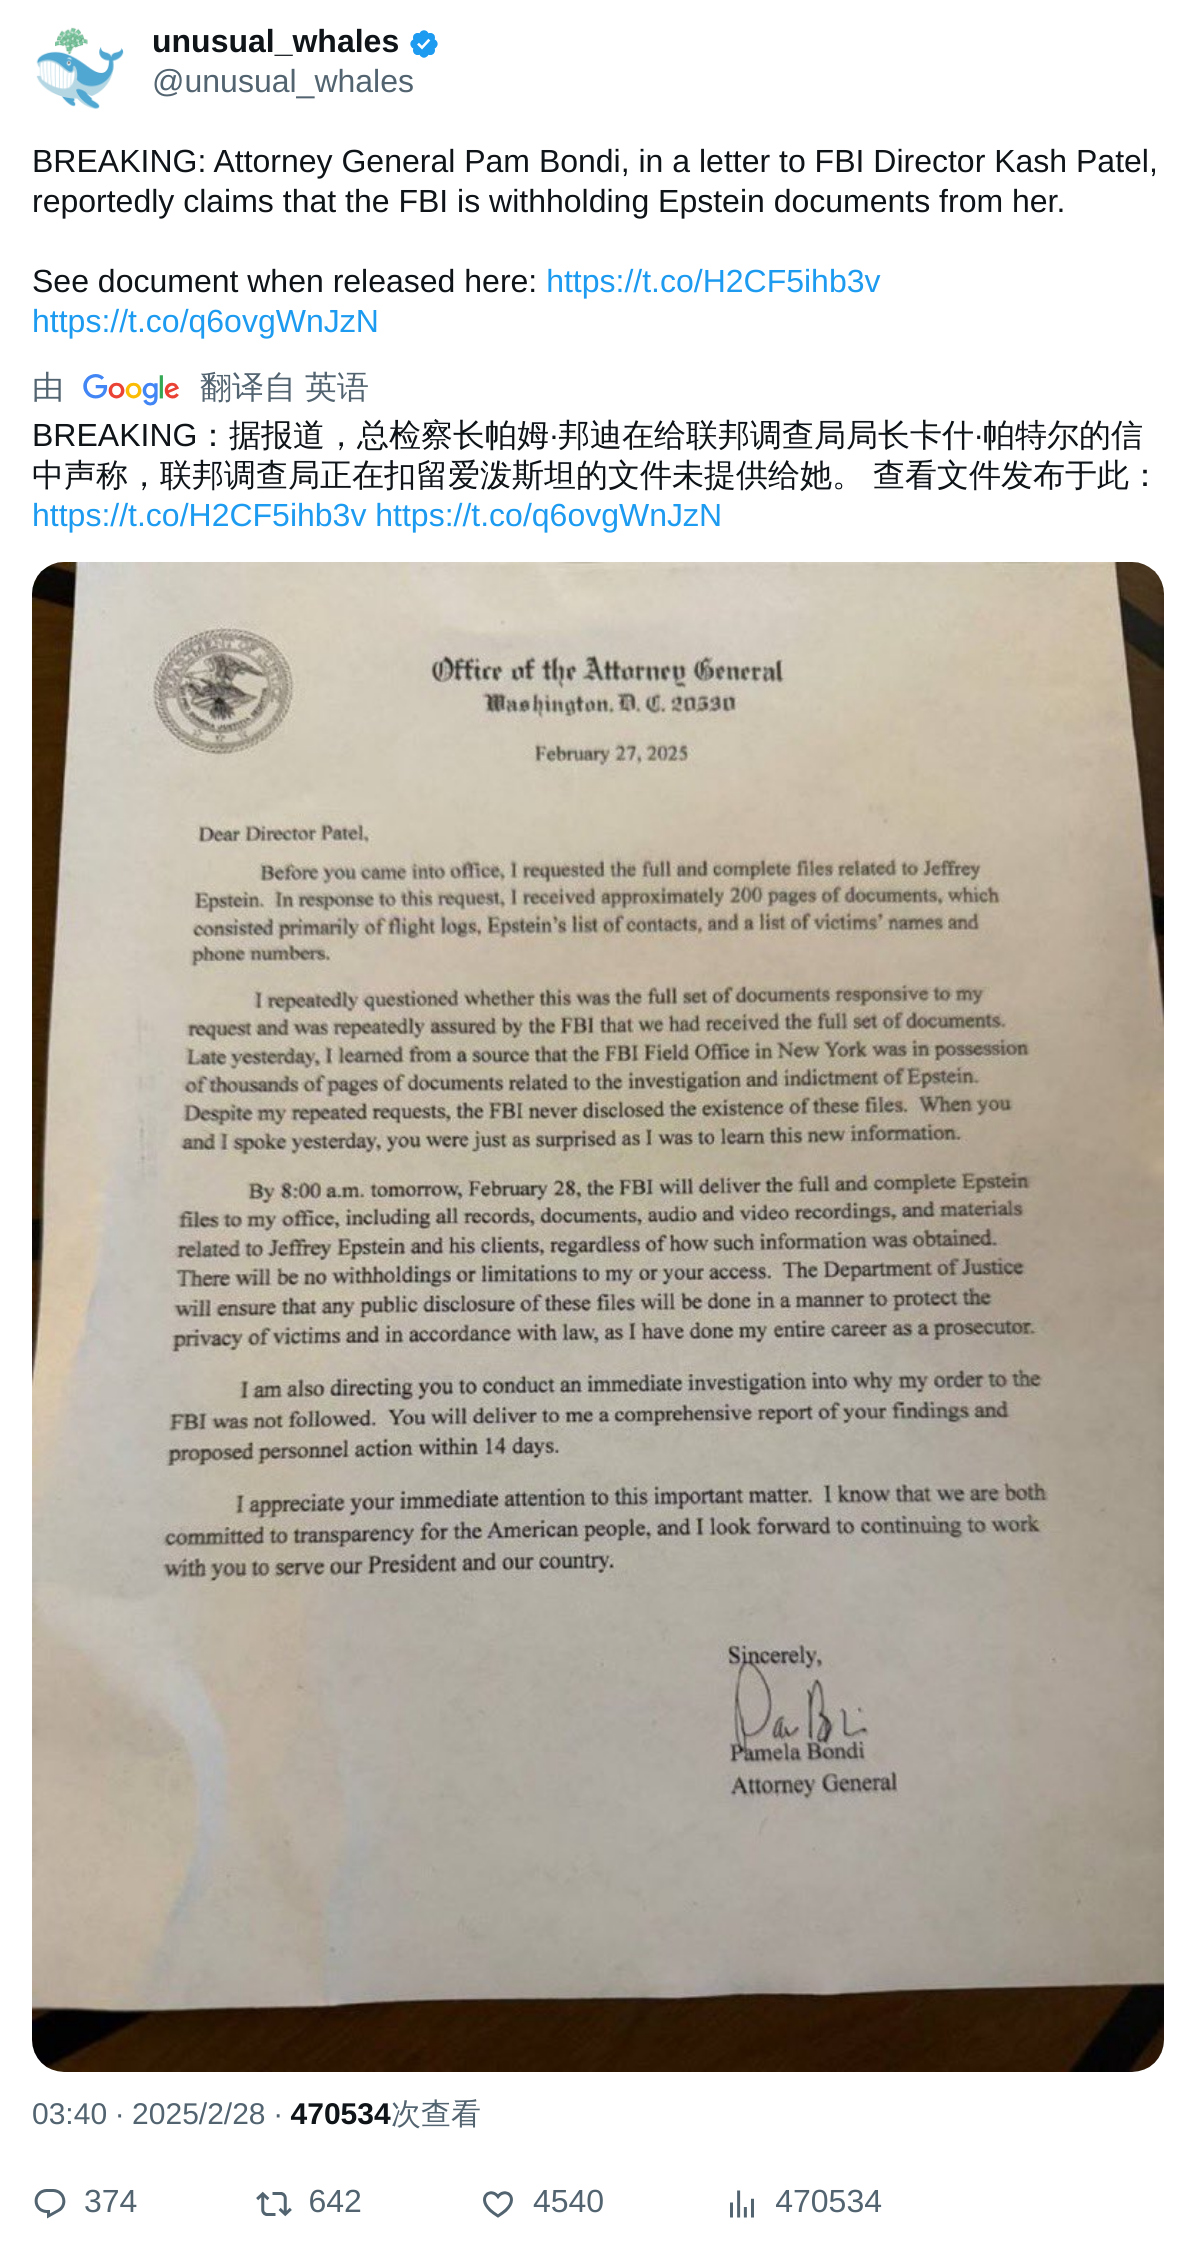 unusual_whales
@unusual_whales
BREAKING: Attorney General Pam Bondi, in a letter to FBI Director Kash Patel,
reportedly claims that the FBI is withholding Epstein documents from her.
See document when released here: https://t.co/H2CF5ihb3v
https://t.co/q6ovgWnJzN
由 Google 翻译自 英语
BREAKING：据报道，总检察长帕姆·邦迪在给联邦调查局局长卡什·帕特尔的信
中声称，联邦调查局正在扣留爱泼斯坦的文件未提供给她。 查看文件发布于此：
https://t.co/H2CF5ihb3v https://t.co/q6ovgWnJzN
Office of the Attorney General
Washington, D. C. 20530
February 27, 2025
Dear Director Patel,
Before you came into office, I requested the full and complete files related to Jeffrey
Epstein. In response to this request, I received approximately 200 pages of documents, which
consisted primarily of flight logs, Epstein's list of contacts, and a list of victims' names and
phone numbers.
I repeatedly questioned whether this was the full set of documents responsive to my
request and was repeatedly assured by the FBI that we had received the full set of documents.
Late yesterday, I learned from a source that the FBI Field Office in New York was in possession
of thousands of pages of documents related to the investigation and indictment of Epstein.
Despite my repeated requests, the FBI never disclosed the existence of these files. When you
and I spoke yesterday, you were just as surprised as I was to learn this new information.
By 8:00 a.m. tomorrow, February 28, the FBI will deliver the full and complete Epstein
files to my office, including all records, documents, audio and video recordings, and materials
related to Jeffrey Epstein and his clients, regardless of how such information was obtained.
There will be no withholdings or limitations to my or your access. The Department of Justice
will ensure that any public disclosure of these files will be done in a manner to protect the
privacy of victims and in accordance with law, as I have done my entire career as a prosecutor.
I am also directing you to conduct an immediate investigation into why my order to the
FBI was not followed. You will deliver to me a comprehensive report of your findings and
proposed personnel action within 14 days.
I appreciate your immediate attention to this important matter. I know that we are both
committed to transparency for the American people, and I look forward to continuing to work
with you to serve our President and our country.
Sincerely,
Pamela Bondi
Attorney General
03:40 · 2025/2/28 · 470534次查看
374 642 4540 470534